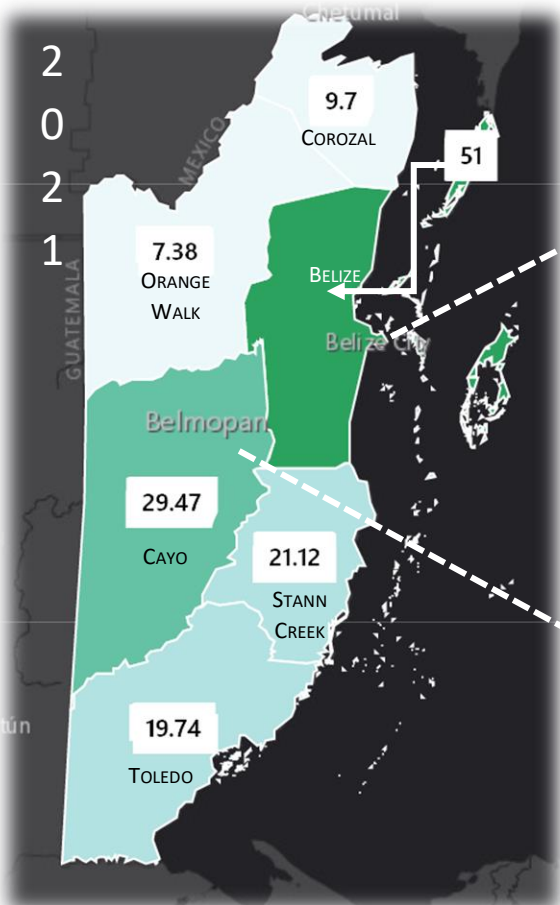 Chetumal
2
0
2
1
9.7
COROZAL
51
MEXICO
7.38
ORANGE
WALK
BELIZE
GUATEMALA
Belize City
Belmopan
29.47
CAYO
21.12
STANN
CREEK
19.74
TOLEDO
tún